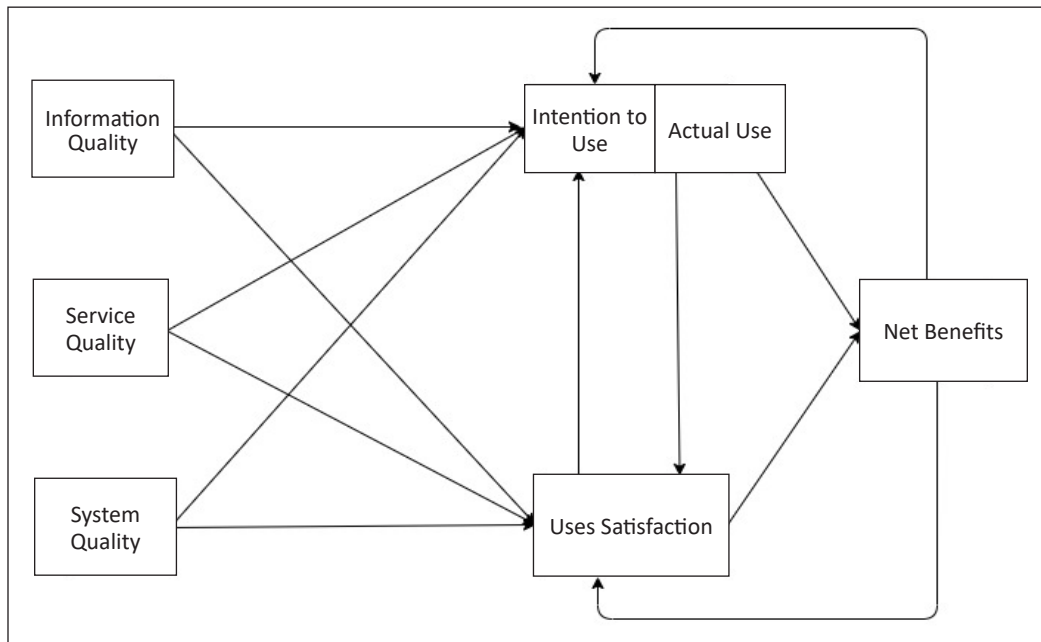 Information
Quality
Intention to
Use
Actual Use
Service
Quality
Net Benefits
System
Quality
Uses Satisfaction